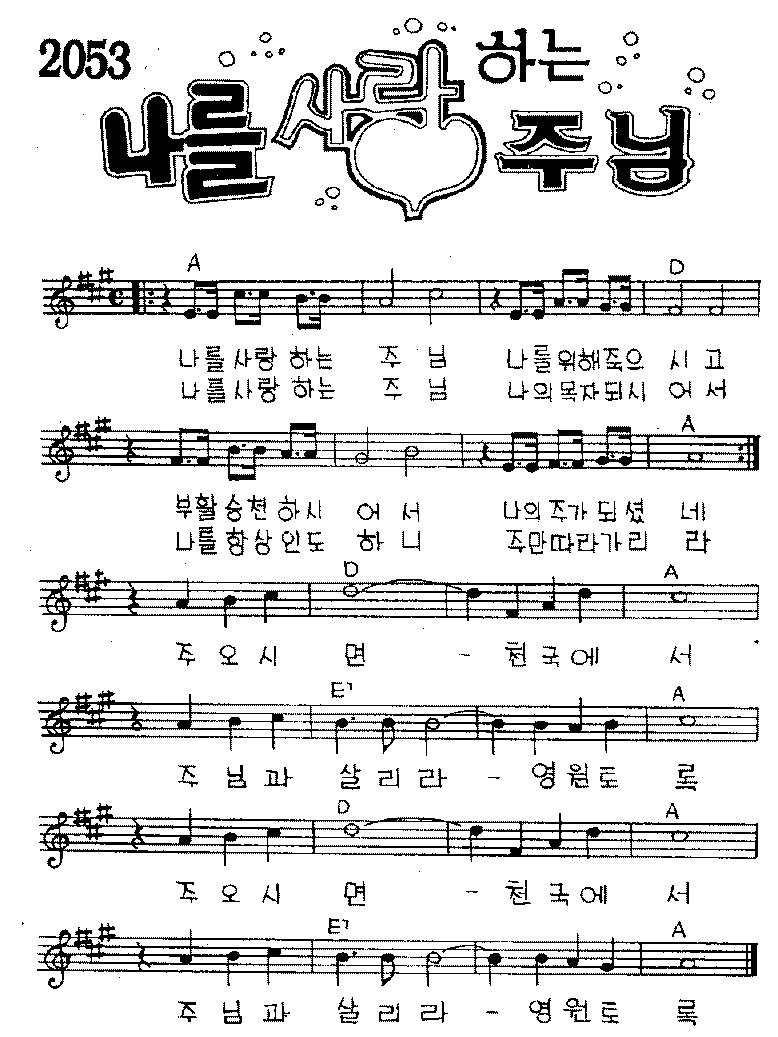 2053
나를 사랑하는 주님
A D
나를 사랑 하는 주 님 나를위해죽으 시 고
나를사랑 하는 주 님 나의목자되시 어 서
A
부활승천하시 어 서 나의주가되셨 네
나를항상인도 하 니 주만따라가리 라
D A
주 오 시 면 - 천국에 서
E7 A
주 님 과 살 리 라 - 영원토 록
D A
주 오 시 면 - 천국에 서
E7 A
주 님 과 살 리 라 - 영원토 록